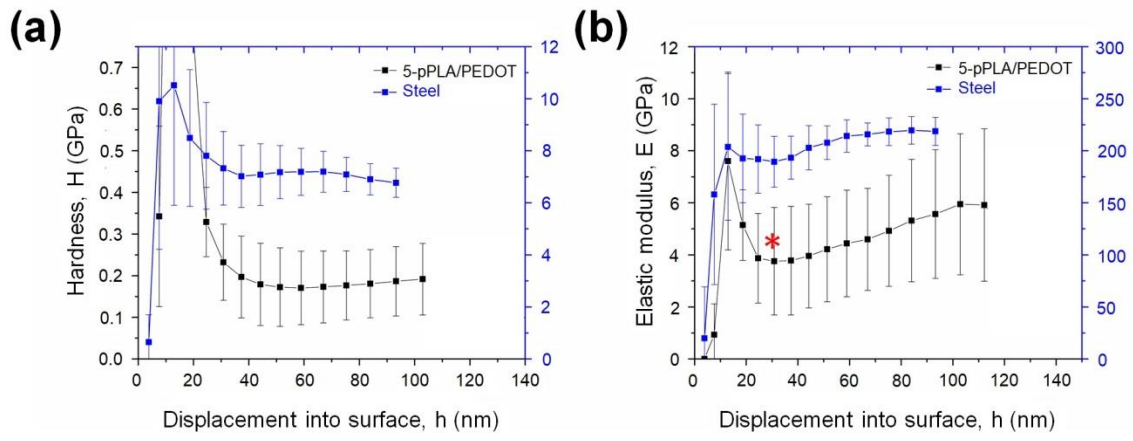 (a)
Hardness, H (GPa)
0.7
0.6
0.5
0.4
0.3
0.2
0.1
0.0
5-pPLA/PEDOT
Steel
12
10
8
6
4
2
0
0 20 40 60 80 100 120 140
Displacement into surface, h (nm)
(b)
Elastic modulus, E (GPa)
12
10
8
6
4
2
0
5-pPLA/PEDOT
Steel
*
300
250
200
150
100
50
0
0 20 40 60 80 100 120 140
Displacement into surface, h (nm)